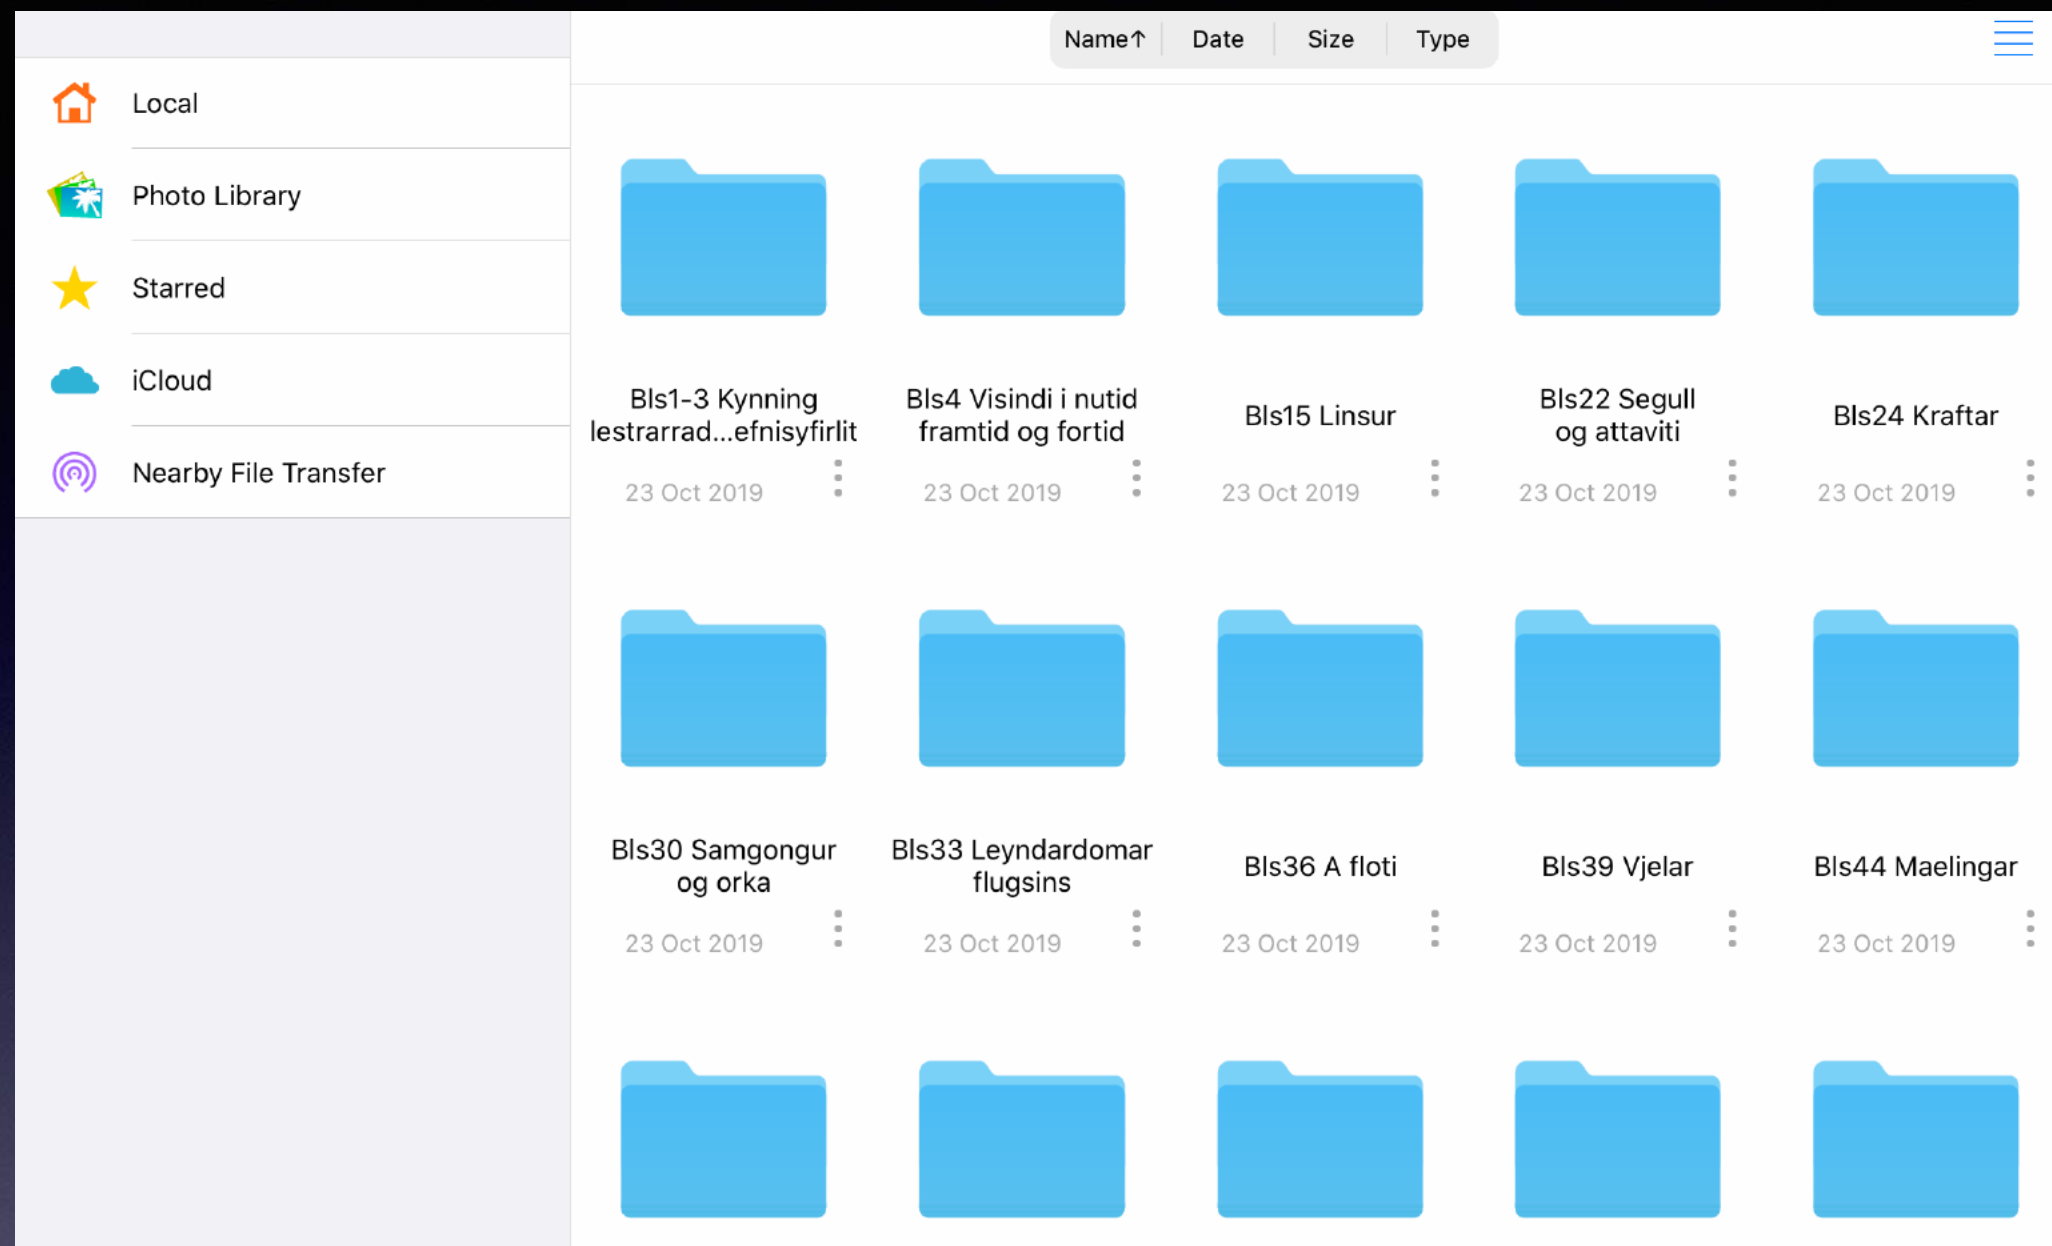 Name↑ Date Size Type
Local
Photo Library
Starred
iCloud
Nearby File Transfer
Bls1-3 Kynning
lestrarrad...efnisyfirlit
23 Oct 2019
Bls4 Visindi i nutid
framtid og fortid
23 Oct 2019
Bls15 Linsur
23 Oct 2019
Bls22 Segull
og attaviti
23 Oct 2019
Bls24 Kraftar
23 Oct 2019
Bls30 Samgongur
og orka
23 Oct 2019
Bls33 Leyndardomar
flugsins
23 Oct 2019
Bls36 A floti
23 Oct 2019
Bls39 Vjelar
23 Oct 2019
Bls44 Maelingar
23 Oct 2019